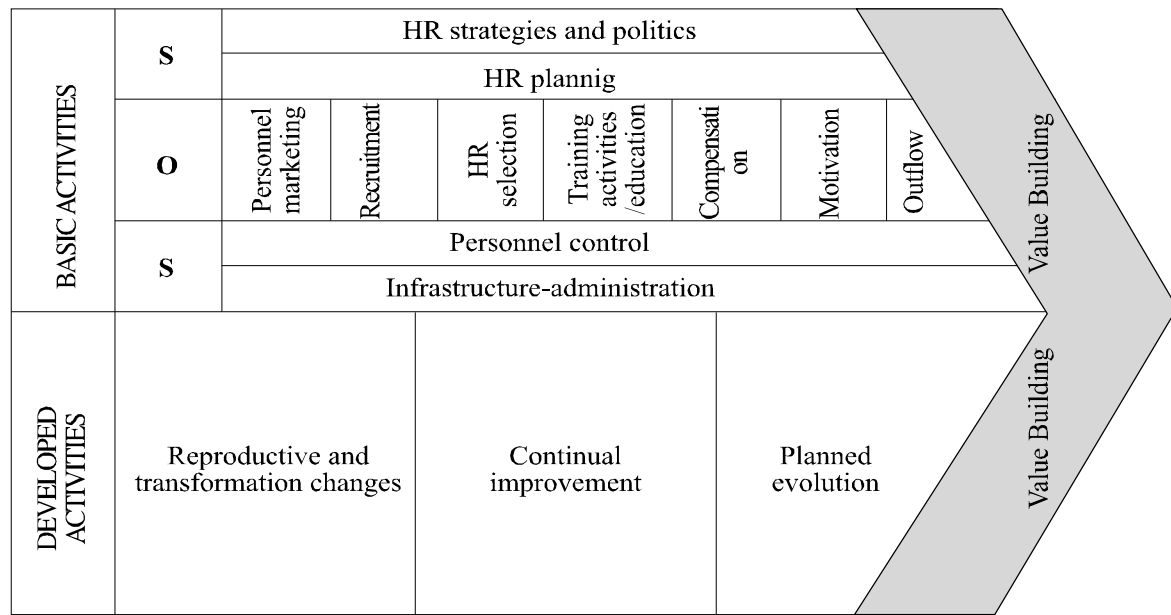 BASIC ACTIVITIES
S
HR strategies and politics
HR plannig
O
Personnel
marketing
Recruitment
HR
selection
Training
activities
/education
Compensati
on
Motivation
Outflow
S
Personnel control
Infrastructure-administration
Value Building
DEVELOPED
ACTIVITIES
Reproductive and
transformation changes
Continual
improvement
Planned
evolution
Value Building